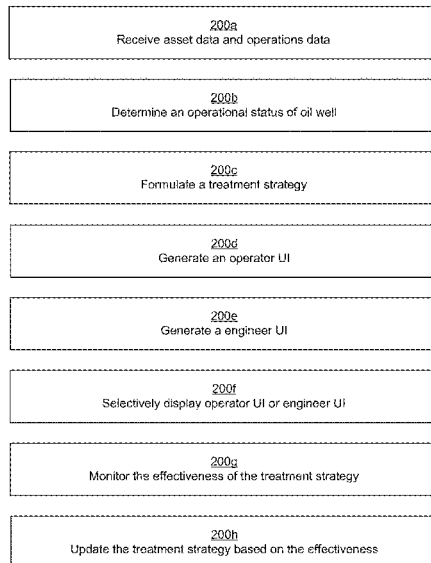 200a
Receive asset data and operations data
200b
Determine an operational status of oil well
200c
Formulate a treatment strategy
200d
Generate an operator UI
200e
Generate a engineer UI
200f
Selectively display operator UI or engineer UI
200g
Monitor the effectiveness of the treatment strategy
200h
Update the treatment strategy based on the effectiveness